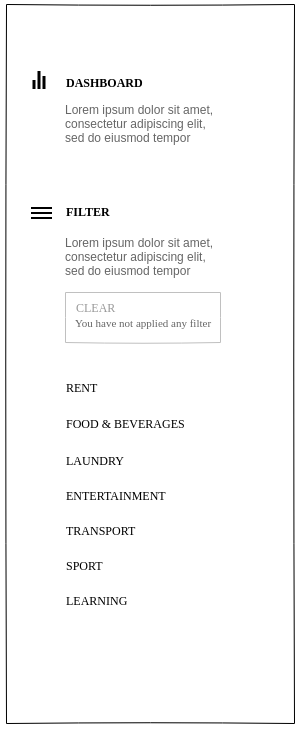 DASHBOARD
Lorem ipsum dolor sit amet,
consectetur adipiscing elit,
sed do eiusmod tempor
FILTER
Lorem ipsum dolor sit amet,
consectetur adipiscing elit,
sed do eiusmod tempor
CLEAR
You have not applied any filter
RENT
FOOD & BEVERAGES
LAUNDRY
ENTERTAINMENT
TRANSPORT
SPORT
LEARNING